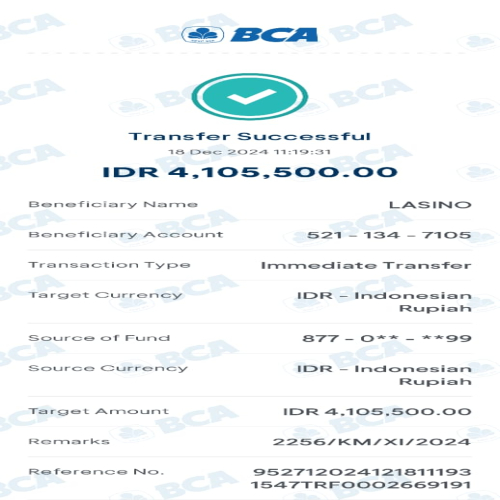 BCA
Transfer Successful
18 Dec 2024 11:19:31
IDR 4,105,500.00
Beneficiary Name LASINO
Beneficiary Account 521 - 134 - 7105
Transaction Type Immediate Transfer
Target Currency IDR - Indonesian
Rupiah
Source of Fund 877 - 0** - **99
Source Currency IDR - Indonesian
Rupiah
Target Amount IDR 4,105,500.00
Remarks 2256/KM/XI/2024
Reference No. 952712024121811193
1547TRF0002669191